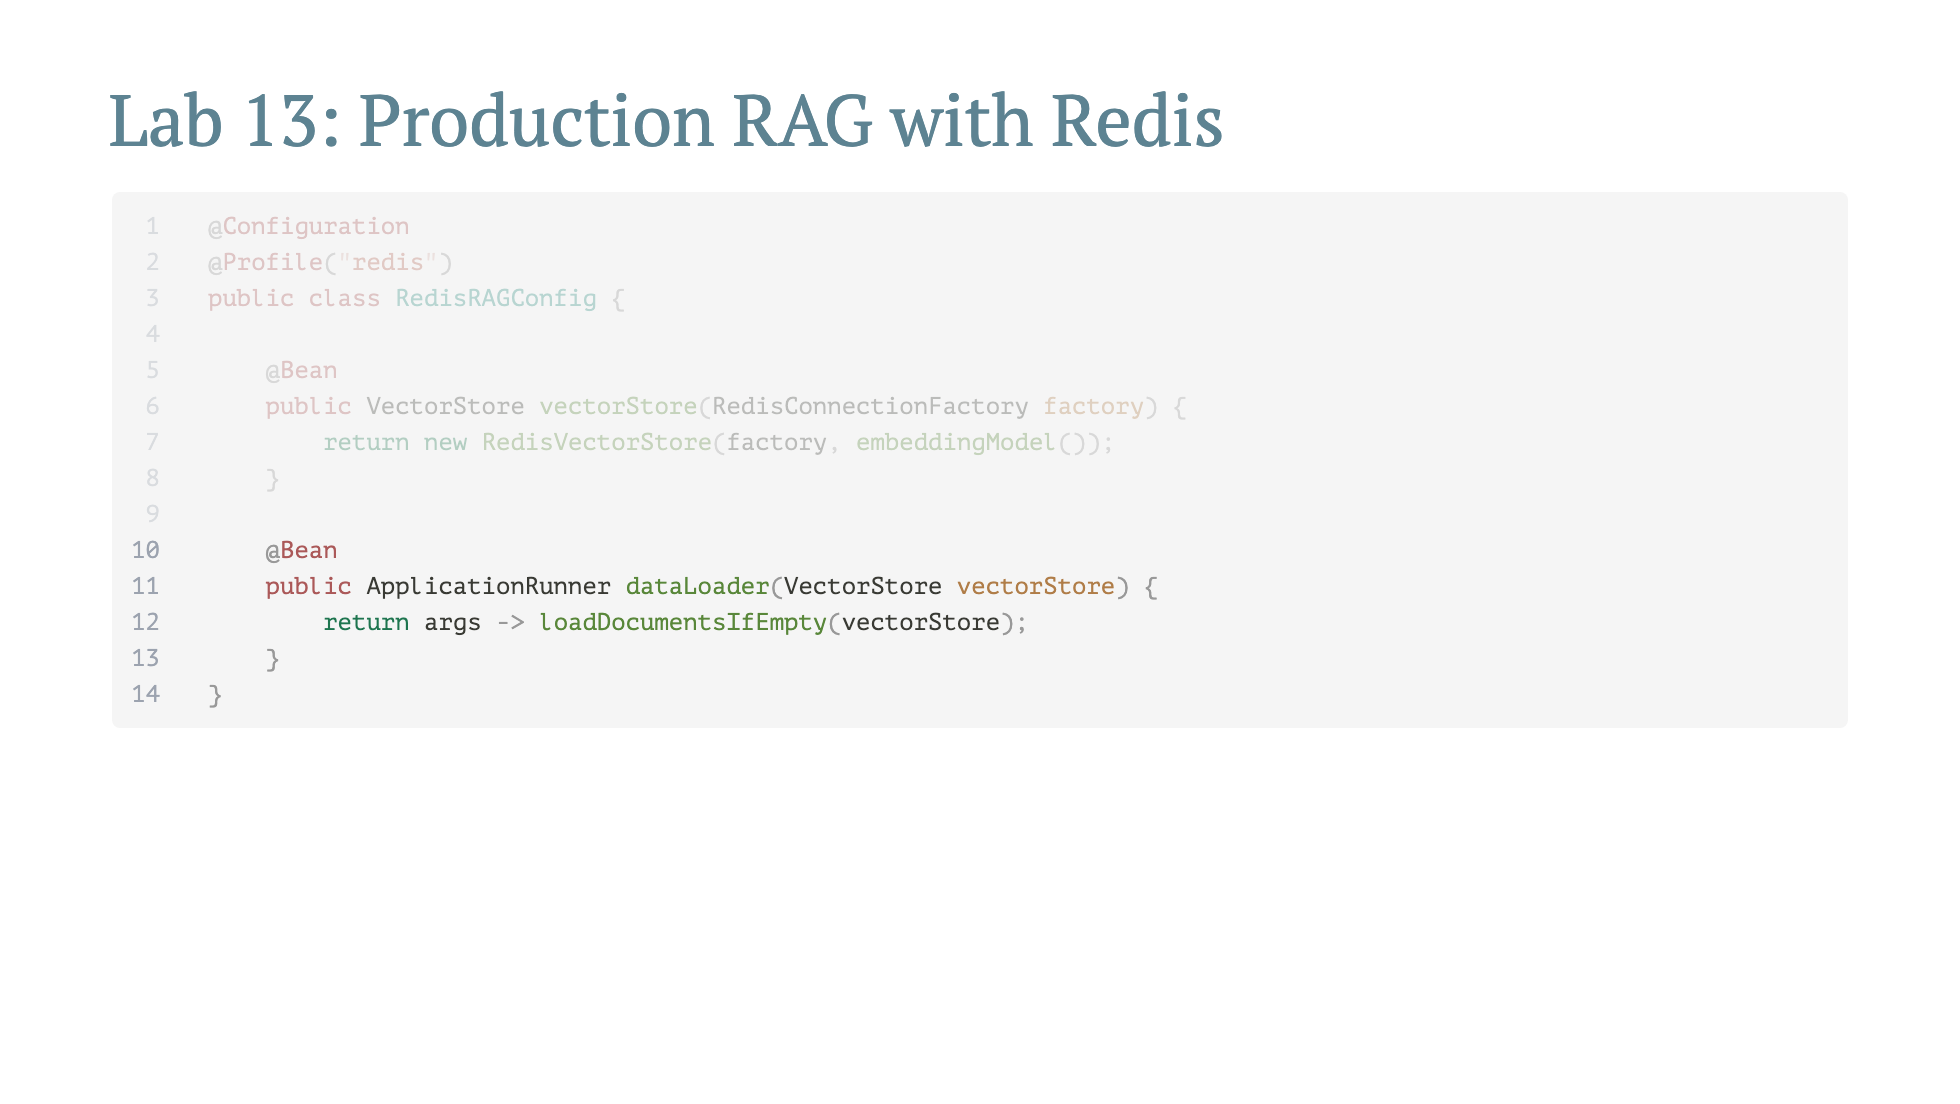 Lab 13: Production RAG with Redis
1 @Configuration
2 @Profile("redis")
3 public class RedisRAGConfig {
4
5     @Bean
6     public VectorStore vectorStore(RedisConnectionFactory factory) {
7         return new RedisVectorStore(factory, embeddingModel());
8     }
9
10     @Bean
11     public ApplicationRunner dataLoader(VectorStore vectorStore) {
12         return args -> loadDocumentsIfEmpty(vectorStore);
13     }
14 }